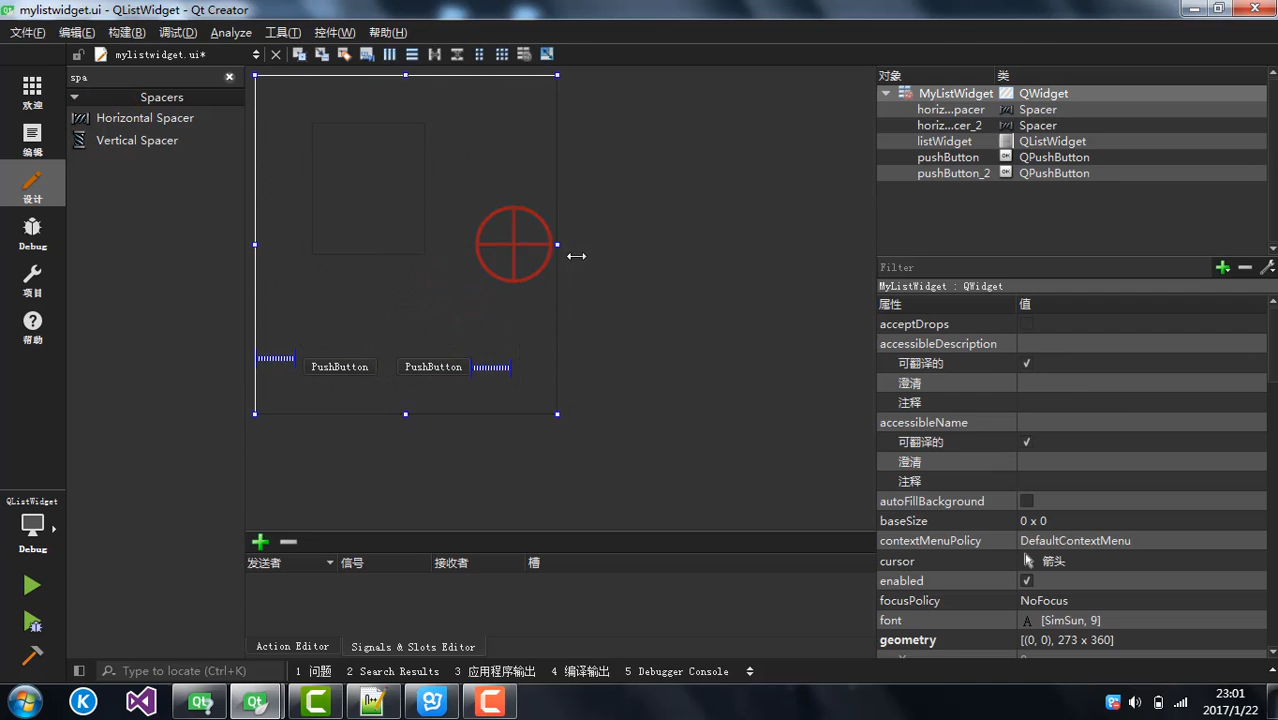 mylistwidget.ui - QListWidget - Qt Creator
文件(F) 编辑(E) 构建(B) 调试(D) Analyze 工具(T) 控件(W) 帮助(H)
mylistwidget.ui*
spa
Spacers
Horizontal Spacer
Vertical Spacer
欢迎
编辑
设计
Debug
项目
帮助
QListWidget
Debug
PushButton PushButton
对象 类
MyListWidget QWidget
horiz...pacer Spacer
horiz...cer_2 Spacer
listWidget QListWidget
pushButton QPushButton
pushButton_2 QPushButton
Filter
MyListWidget : QWidget
属性 值
acceptDrops
accessibleDescription
可翻译的
澄清
注释
accessibleName
可翻译的
澄清
注释
autoFillBackground
baseSize 0 x 0
contextMenuPolicy DefaultContextMenu
cursor 箭头
enabled
focusPolicy NoFocus
font A [SimSun, 9]
geometry [(0, 0), 273 x 360]
发送者 信号 接收者 槽
Action Editor Signals & Slots Editor
Type to locate (Ctrl+K) 1 问题 2 Search Results 3 应用程序输出 4 编译输出 5 Debugger Console
23:01
2017/1/22